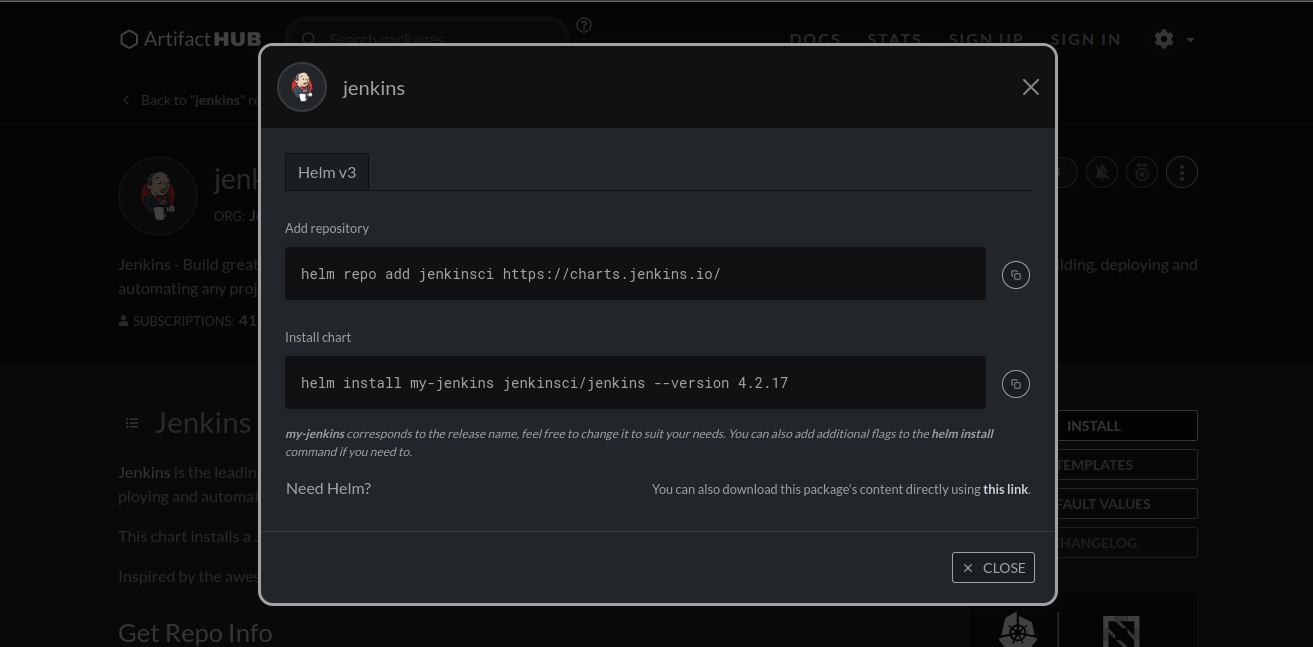 ArtifactHUB
Search packages
?
DOCS STATS SIGN UP SIGN IN
Back to "jenkins" re
jenkins
jenk
ORG: J
Jenkins - Build great
lding, deploying and
automating any proj
SUBSCRIPTIONS: 41
Helm v3
Add repository
helm repo add jenkinsci https://charts.jenkins.io/
Install chart
helm install my-jenkins jenkinsci/jenkins --version 4.2.17
my-jenkins corresponds to the release name, feel free to change it to suit your needs. You can also add additional flags to the helm install
command if you need to.
Need Helm?
You can also download this package's content directly using this link.
CLOSE
Jenkins
Jenkins is the leadin
ploying and automat
This chart installs a
Inspired by the awes
Get Repo Info
INSTALL
TEMPLATES
FAULT VALUES
HANGELOG